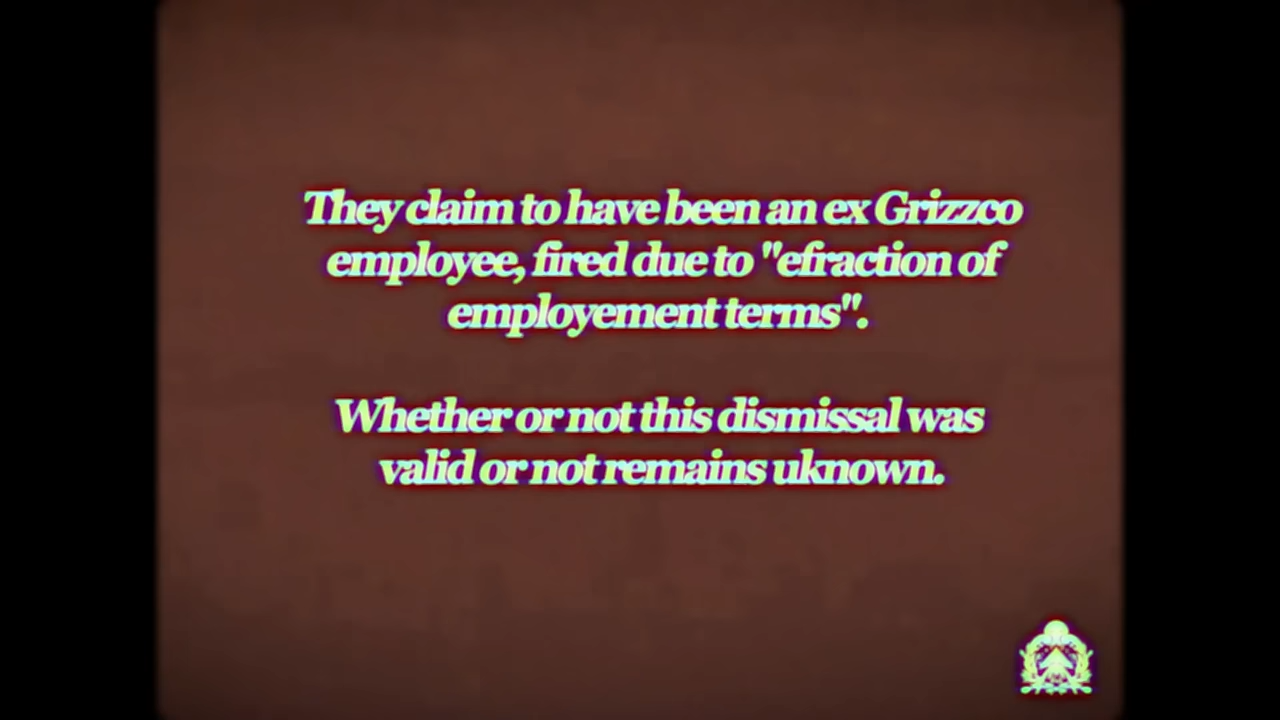 They claim to have been an ex Grizzco
employee, fired due to "efraction of
employement terms".
Whether or not this dismissal was
valid or not remains uknown.